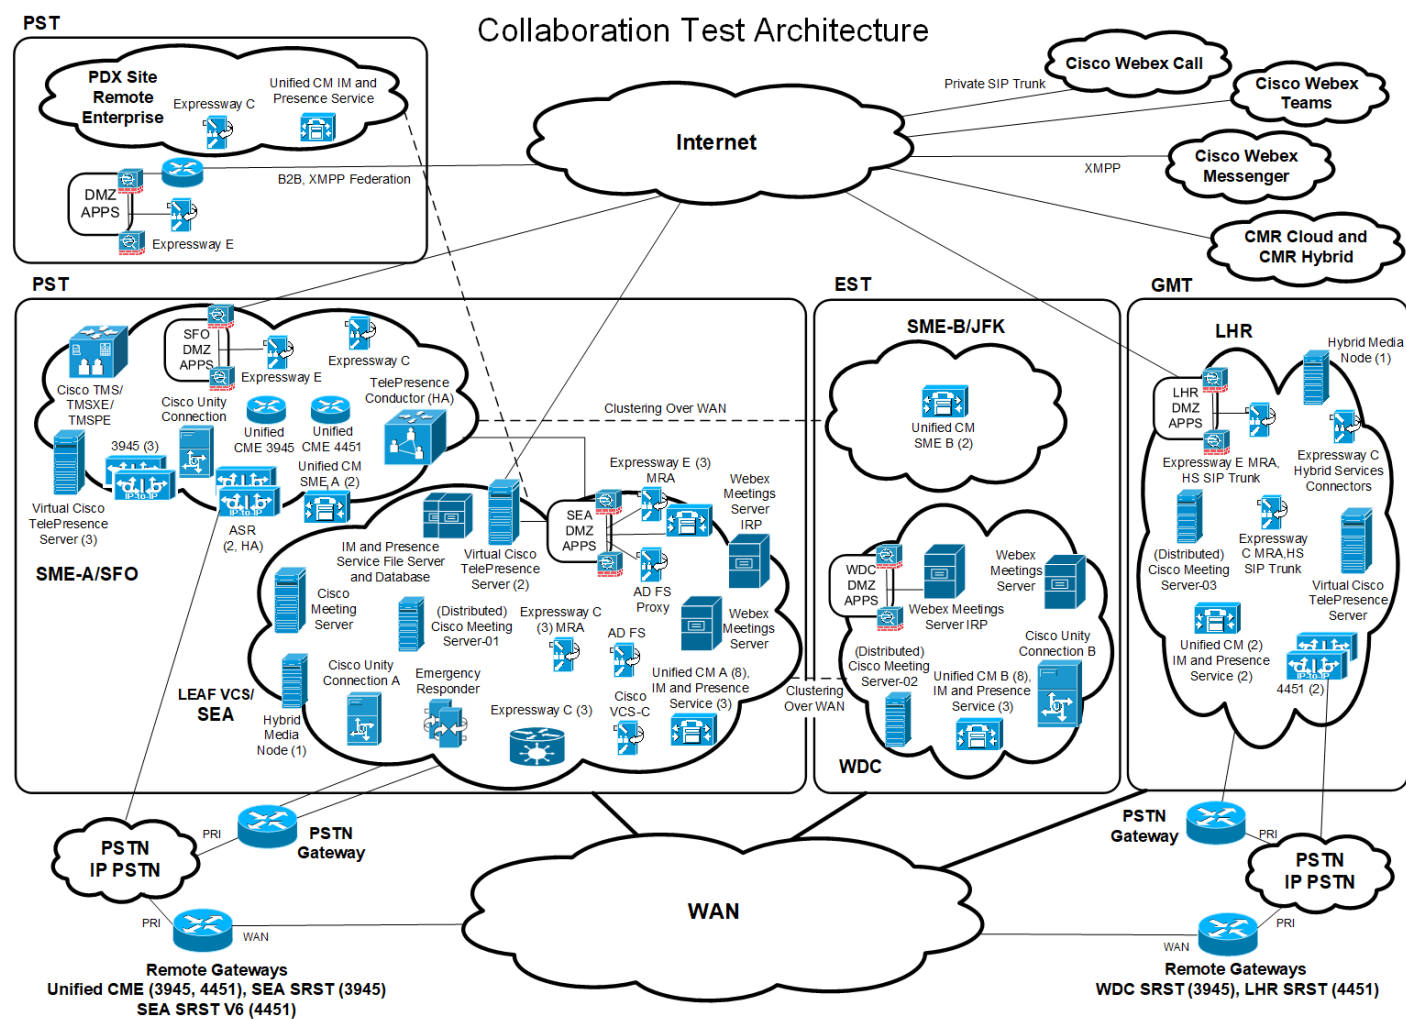 Collaboration Test Architecture
PST
PDX Site
Remote
Enterprise
Expressway C
Unified CM IM and
Presence Service
DMZ
APPS
Expressway E
B2B, XMPP Federation
Internet
Private SIP Trunk
Cisco Webex Call
Cisco Webex
Teams
XMPP
Cisco Webex
Messenger
CMR Cloud and
CMR Hybrid
PST
SFO
DMZ
APPS
Expressway E
Expressway C
Cisco TMS/
TMSXE/
TMSPE
Cisco Unity
Connection
TelePresence
Conductor (HA)
Unified
CME 3945
Unified
CME 4451
3945 (3)
IP-to-IP
Unified CM
SME A (2)
Virtual Cisco
TelePresence
Server (3)
IP-to-IP
ASR
(2, HA)
SME-A/SFO
Clustering Over WAN
IM and Presence
Service File Server
and Database
Virtual Cisco
TelePresence
Server (2)
SEA
DMZ
APPS
Expressway E (3)
MRA
Webex
Meetings
Server
IRP
AD FS
Proxy
Cisco
Meeting
Server
(Distributed)
Cisco Meeting
Server-01
Expressway C
(3) MRA
AD FS
Webex
Meetings
Server
LEAF VCS/
SEA
Cisco Unity
Connection A
Emergency
Responder
Unified CM A (8),
IM and Presence
Service (3)
Hybrid
Media
Node (1)
Expressway C (3)
Cisco
VCS-C
Clustering
Over WAN
EST
SME-B/JFK
Unified CM
SME B (2)
WDC
DMZ
APPS
Webex Meetings
Server IRP
Webex
Meetings
Server
(Distributed)
Cisco Meeting
Server-02
Unified CM B (8),
IM and Presence
Service (3)
Cisco Unity
Connection B
WDC
GMT
LHR
Hybrid Media
Node (1)
LHR
DMZ
APPS
Expressway E MRA,
HS SIP Trunk
Expressway C
Hybrid Services
Connectors
(Distributed)
Cisco Meeting
Server-03
Expressway
C MRA,HS
SIP Trunk
Virtual Cisco
TelePresence
Server
Unified CM (2)
IM and Presence
Service (2)
IP-to-IP
4451 (2)
PSTN
IP PSTN
PRI
PSTN
Gateway
PRI
WAN
Remote Gateways
Unified CME (3945, 4451), SEA SRST (3945)
SEA SRST V6 (4451)
WAN
PSTN
Gateway
PRI
PSTN
IP PSTN
PRI
WAN
Remote Gateways
WDC SRST (3945), LHR SRST (4451)